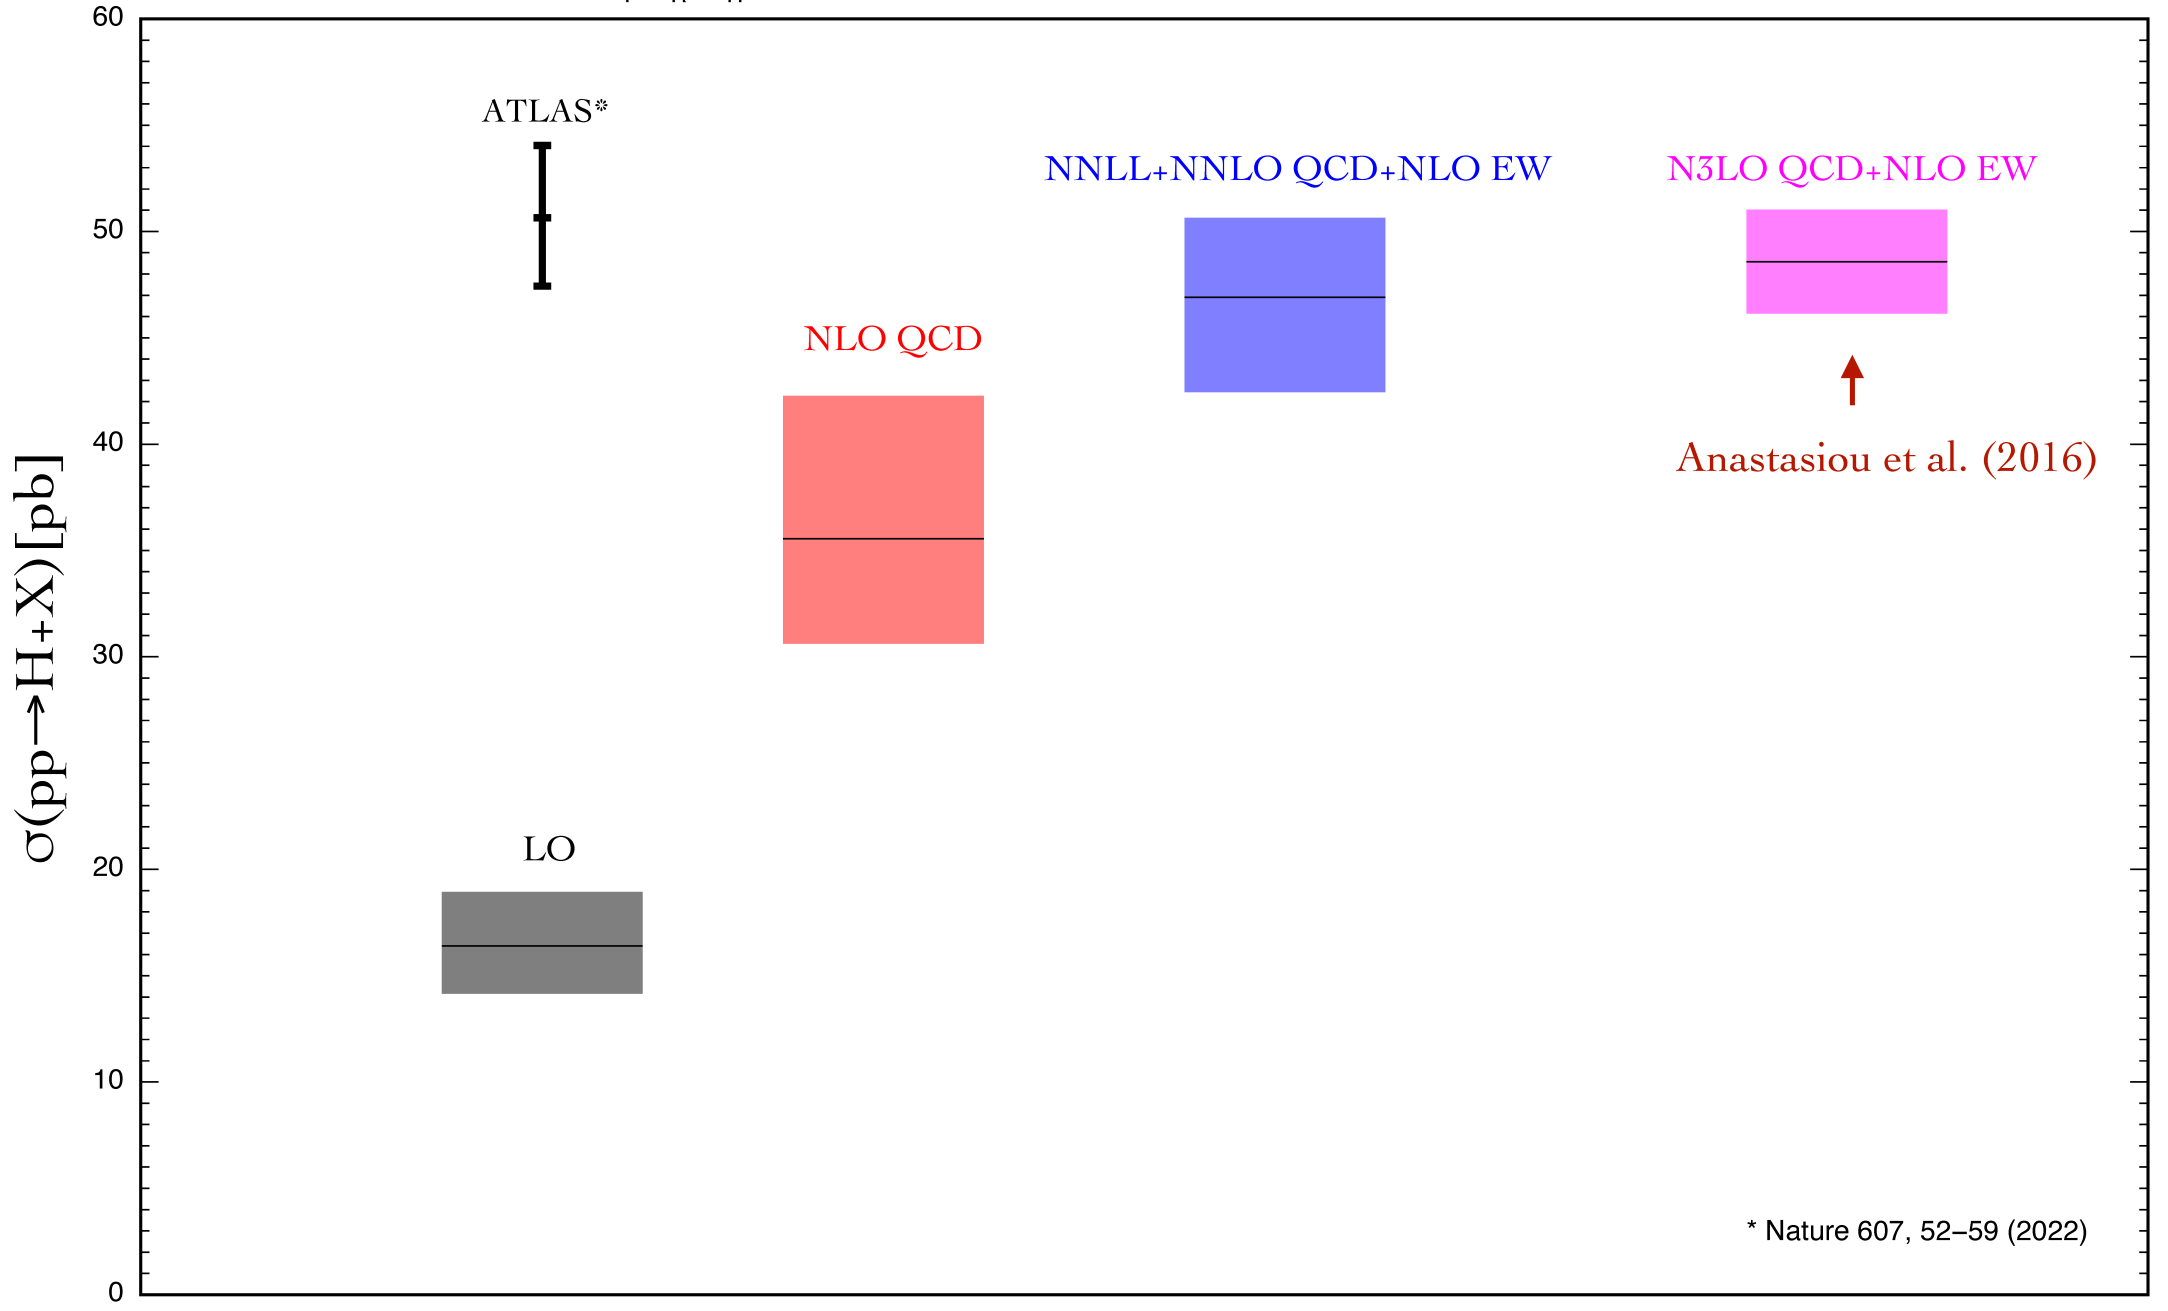 60
50
40
30
20
10
0
σ(pp→H+X)[pb]
ATLAS*
NNLL+NNLO QCD+NLO EW
N3LO QCD+NLO EW
NLO QCD
Anastasiou et al. (2016)
LO
* Nature 607, 52–59 (2022)